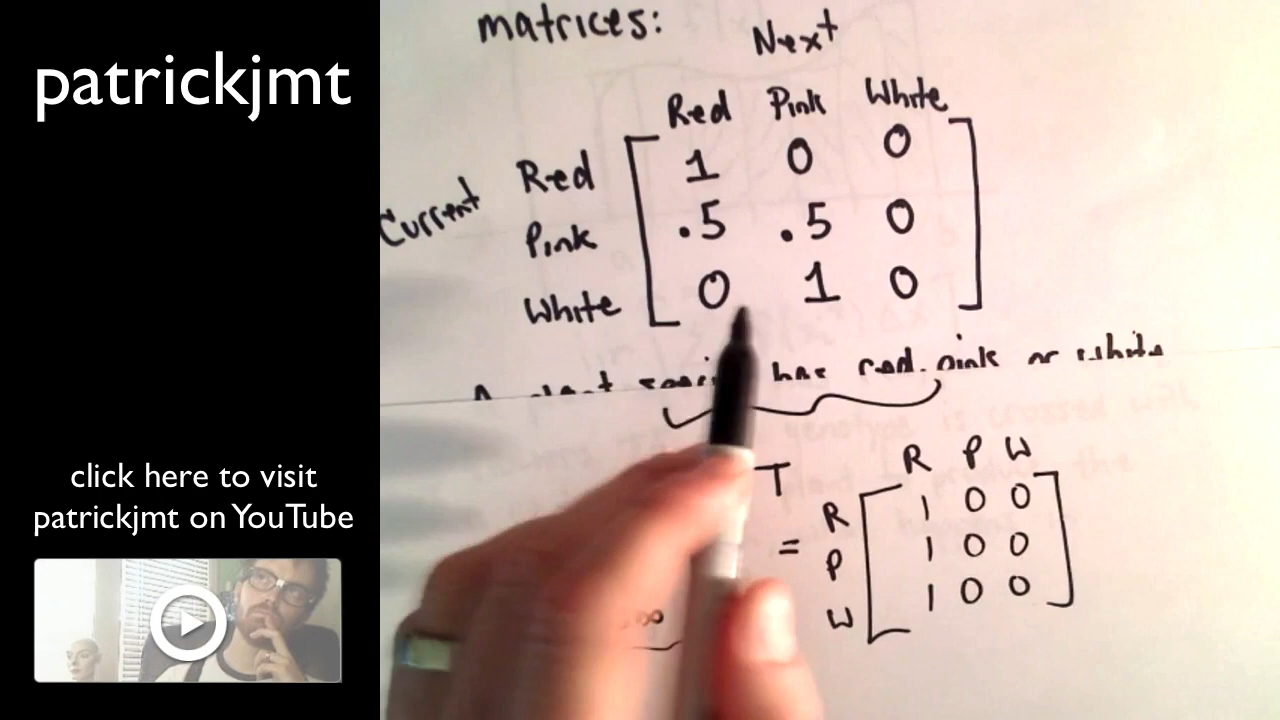 patrickjmt
click here to visit
patrickjmt on YouTube
matrices:
Next
Red Pink White
Current
Red 1 0 0
Pink .5 .5 0
White 0 1 0
has red, pink or white
T
R P W
R 1 0 0
= P 1 0 0
W 1 0 0
∞